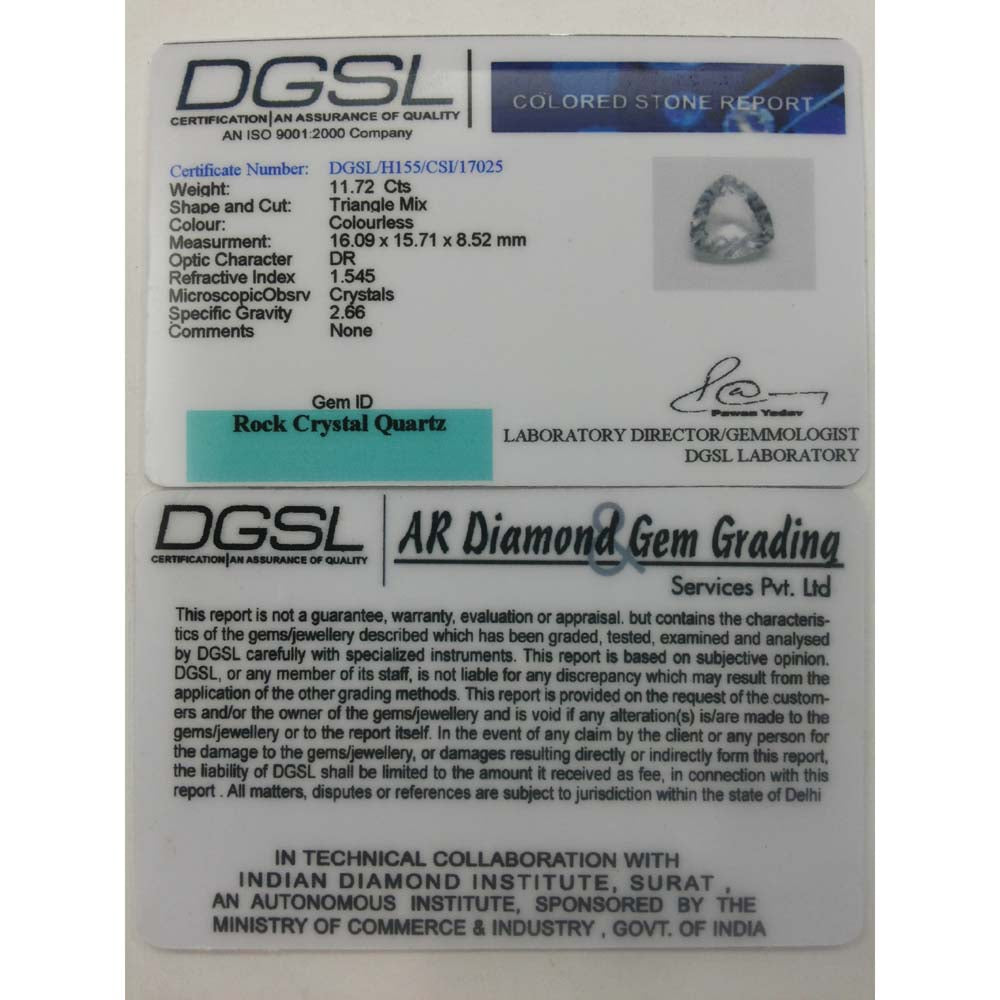 DGSL
CERTIFICATION|AN ASSURANCE OF QUALITY
AN ISO 9001:2000 Company
COLORED STONE REPORT
Certificate Number: DGSL/H155/CSI/17025
Weight: 11.72 Cts
Shape and Cut: Triangle Mix
Colour: Colourless
Measurment: 16.09 x 15.71 x 8.52 mm
Optic Character DR
Refractive Index 1.545
MicroscopicObsrv Crystals
Specific Gravity 2.66
Comments None
Gem ID
Rock Crystal Quartz
Pawan Yadav
LABORATORY DIRECTOR/GEMMOLOGIST
DGSL LABORATORY
DGSL
CERTIFICATION|AN ASSURANCE OF QUALITY
AR Diamond & Gem Grading
Services Pvt. Ltd
This report is not a guarantee, warranty, evaluation or appraisal. but contains the characteris-
tics of the gems/jewellery described which has been graded, tested, examined and analysed
by DGSL carefully with specialized instruments. This report is based on subjective opinion.
DGSL, or any member of its staff, is not liable for any discrepancy which may result from the
application of the other grading methods. This report is provided on the request of the custom-
ers and/or the owner of the gems/jewellery and is void if any alteration(s) is/are made to the
gems/jewellery or to the report itself. In the event of any claim by the client or any person for
the damage to the gems/jewellery, or damages resulting directly or indirectly form this report,
the liability of DGSL shall be limited to the amount it received as fee, in connection with this
report . All matters, disputes or references are subject to jurisdiction within the state of Delhi
IN TECHNICAL COLLABORATION WITH
INDIAN DIAMOND INSTITUTE, SURAT ,
AN AUTONOMOUS INSTITUTE, SPONSORED BY THE
MINISTRY OF COMMERCE & INDUSTRY , GOVT. OF INDIA